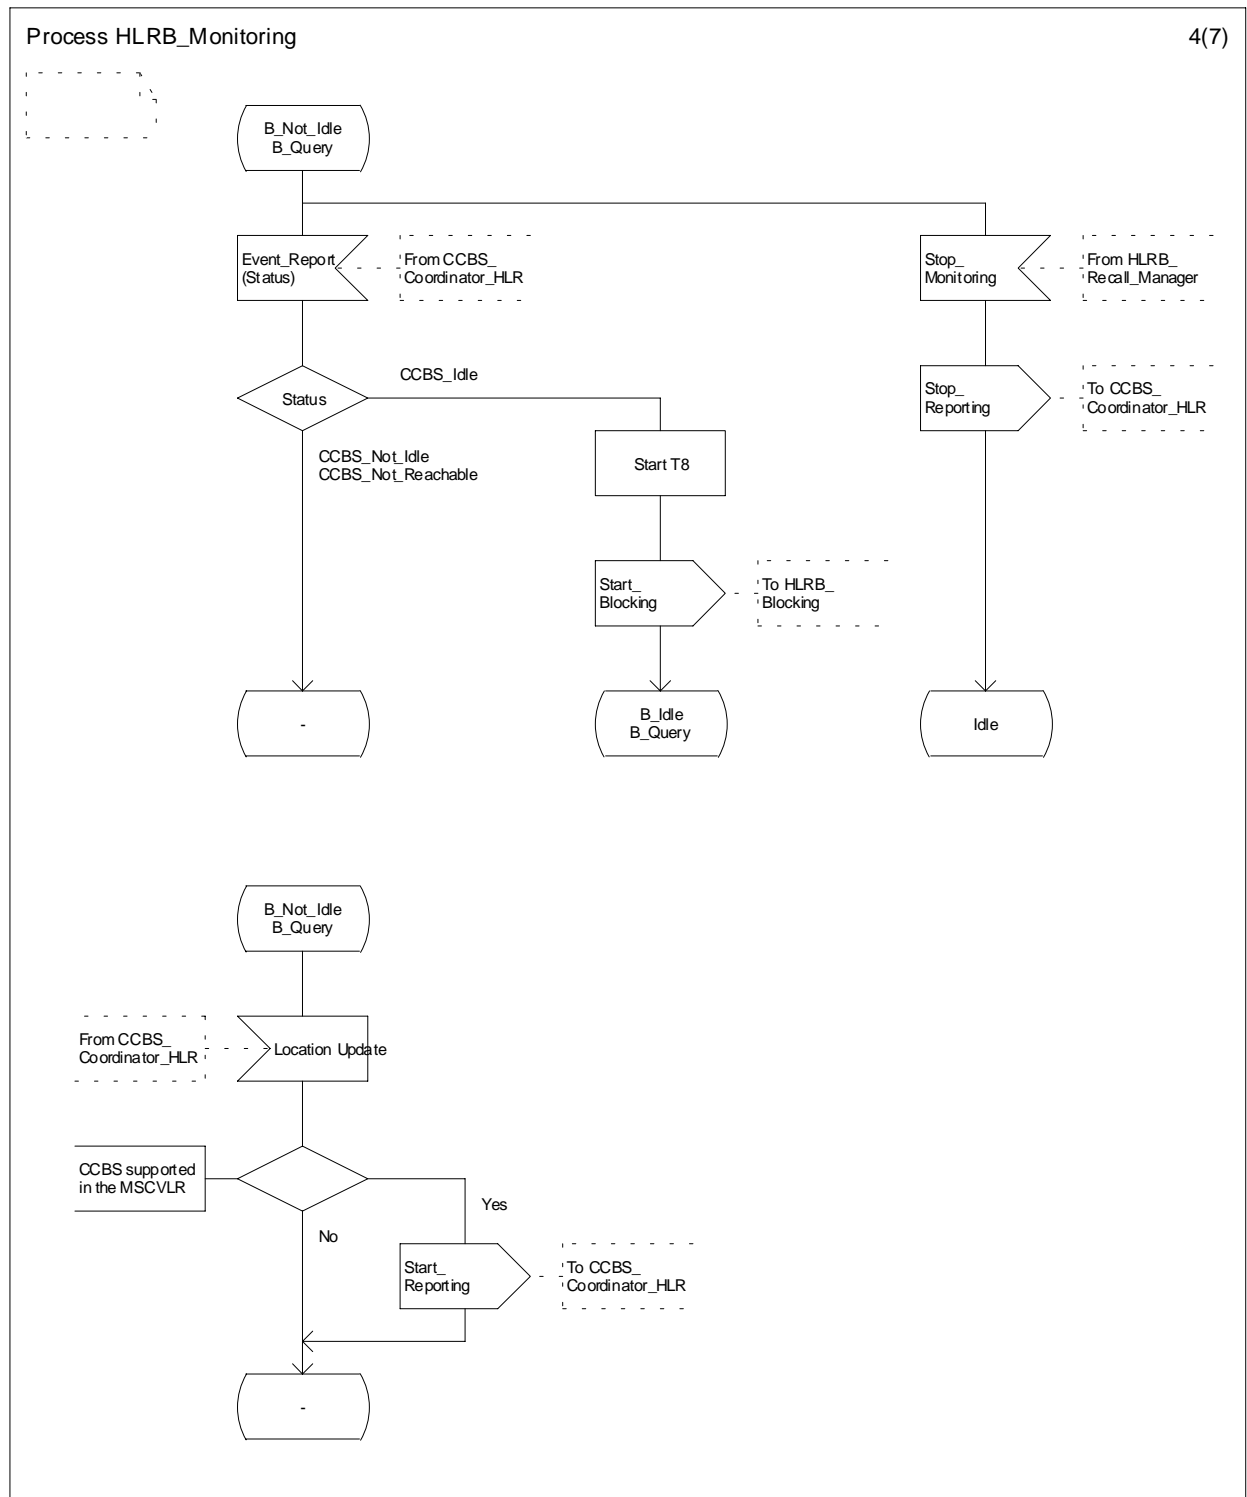 Process HLRB_Monitoring
4(7)
B_Not_Idle
B_Query
Event_Report
(Status)
From CCBS_
Coordinator_HLR
Stop_
Monitoring
From HLRB_
Recall_Manager
Status
CCBS_Idle
CCBS_Not_Idle
CCBS_Not_Reachable
Stop_
Reporting
To CCBS_
Coordinator_HLR
Start T8
Start_
Blocking
To HLRB_
Blocking
-
B_Idle
B_Query
Idle
B_Not_Idle
B_Query
From CCBS_
Coordinator_HLR
Location Update
CCBS supported
in the MSCVLR
Yes
No
Start_
Reporting
To CCBS_
Coordinator_HLR
-